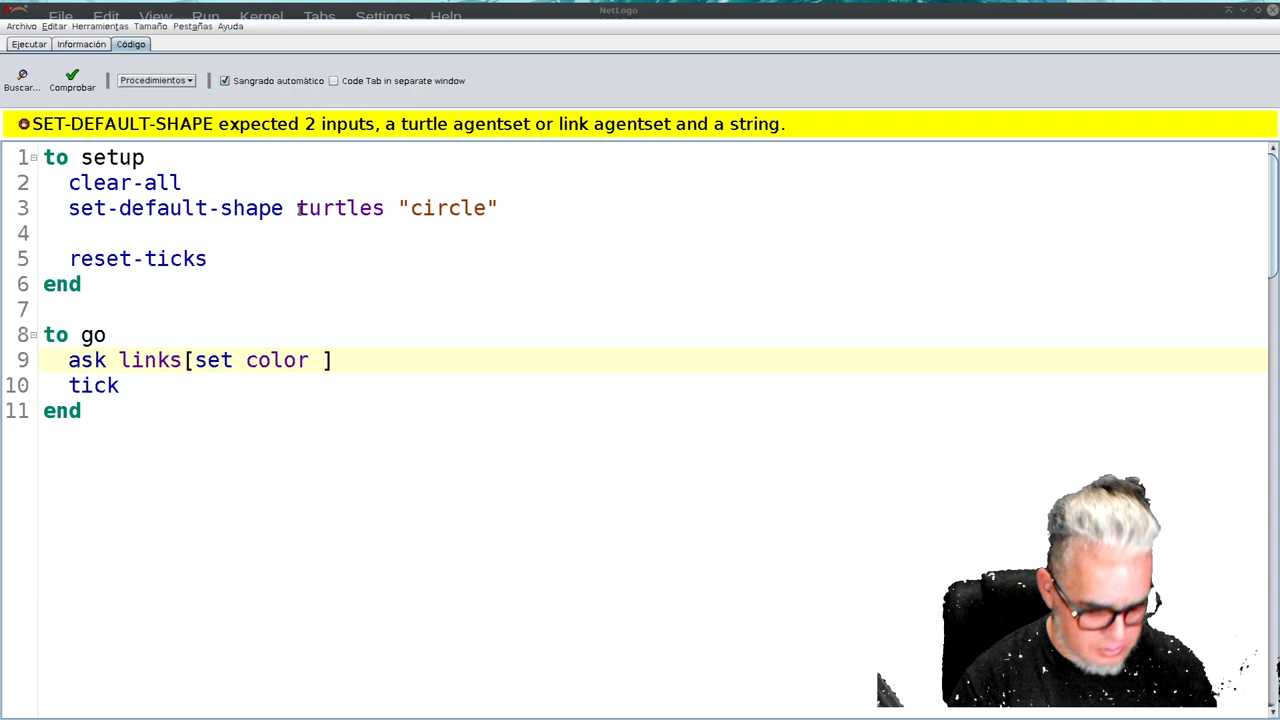 NetLogo
File Edit View Run Kernel Tabs Settings Help
Archivo Editar Herramientas Tamaño Pestañas Ayuda
Ejecutar Información Código
Buscar... Comprobar Procedimientos Sangrado automático Code Tab in separate window
SET-DEFAULT-SHAPE expected 2 inputs, a turtle agentset or link agentset and a string.
1 to setup
2 clear-all
3 set-default-shape turtles "circle"
4
5 reset-ticks
6 end
7
8 to go
9 ask links[set color ]
10 tick
11 end